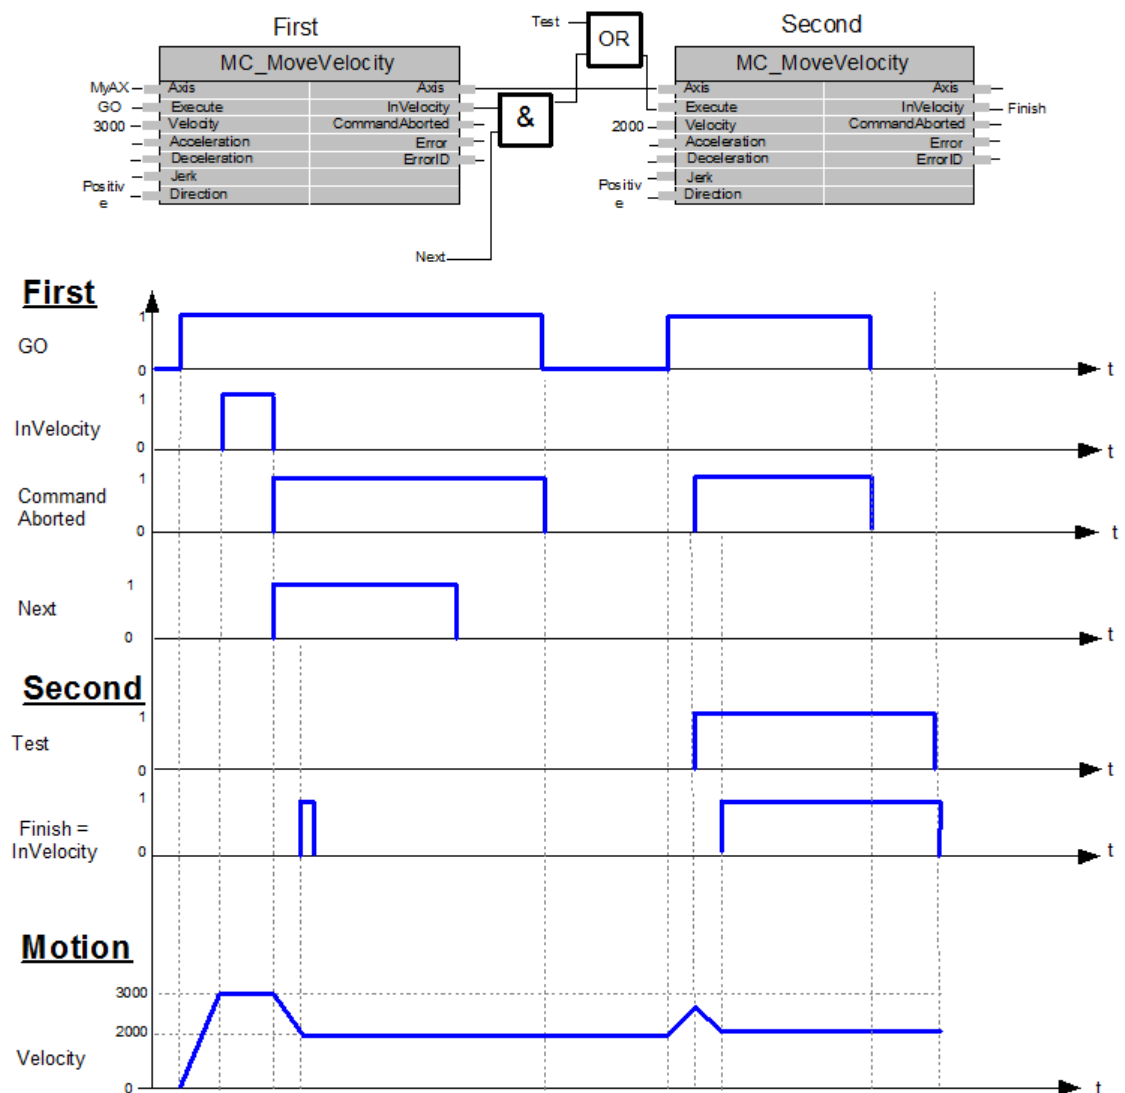 First
Test
OR
Second
MC_MoveVelocity
MC_MoveVelocity
MyAX
Axis
Axis
Axis
Axis
GO
Execute
InVelocity
&
Execute
InVelocity
Finish
3000
Velocity
CommandAborted
2000
Velocity
CommandAborted
Acceleration
Error
Acceleration
Error
Deceleration
ErrorID
Deceleration
ErrorID
Jerk
Jerk
Positiv
e
Direction
Positiv
e
Direction
Next
First
1
GO
0
t
1
InVelocity
0
t
1
Command
Aborted
0
t
1
Next
0
t
Second
1
Test
0
t
1
Finish =
InVelocity
0
t
Motion
3000
2000
Velocity
0
t